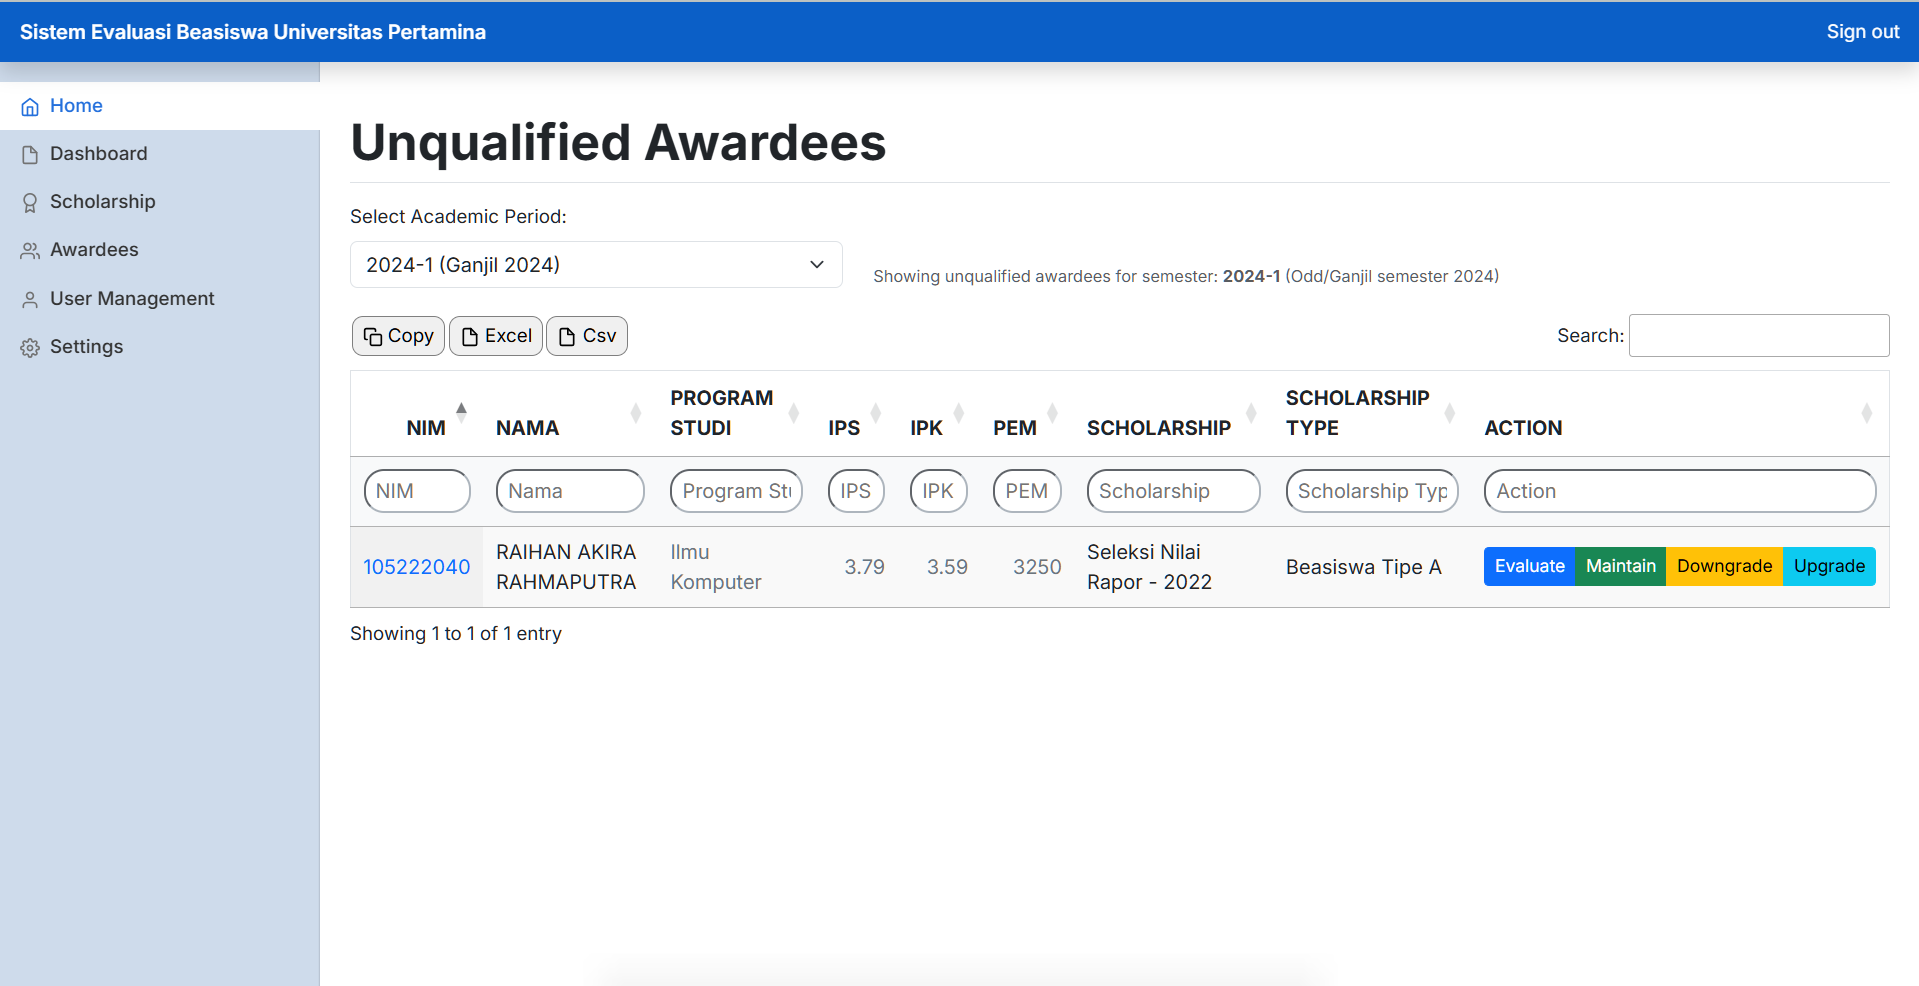 Sistem Evaluasi Beasiswa Universitas Pertamina
Sign out
Home
Dashboard
Scholarship
Awardees
User Management
Settings
Unqualified Awardees
Select Academic Period:
2024-1 (Ganjil 2024)
Showing unqualified awardees for semester: 2024-1 (Odd/Ganjil semester 2024)
Copy
Excel
Csv
Search:
NIM
NAMA
PROGRAM
STUDI
IPS
IPK
PEM
SCHOLARSHIP
SCHOLARSHIP
TYPE
ACTION
NIM
Nama
Program Stu
IPS
IPK
PEM
Scholarship
Scholarship Typ
Action
105222040
RAIHAN AKIRA
RAHMAPUTRA
Ilmu
Komputer
3.79
3.59
3250
Seleksi Nilai
Rapor - 2022
Beasiswa Tipe A
Evaluate
Maintain
Downgrade
Upgrade
Showing 1 to 1 of 1 entry